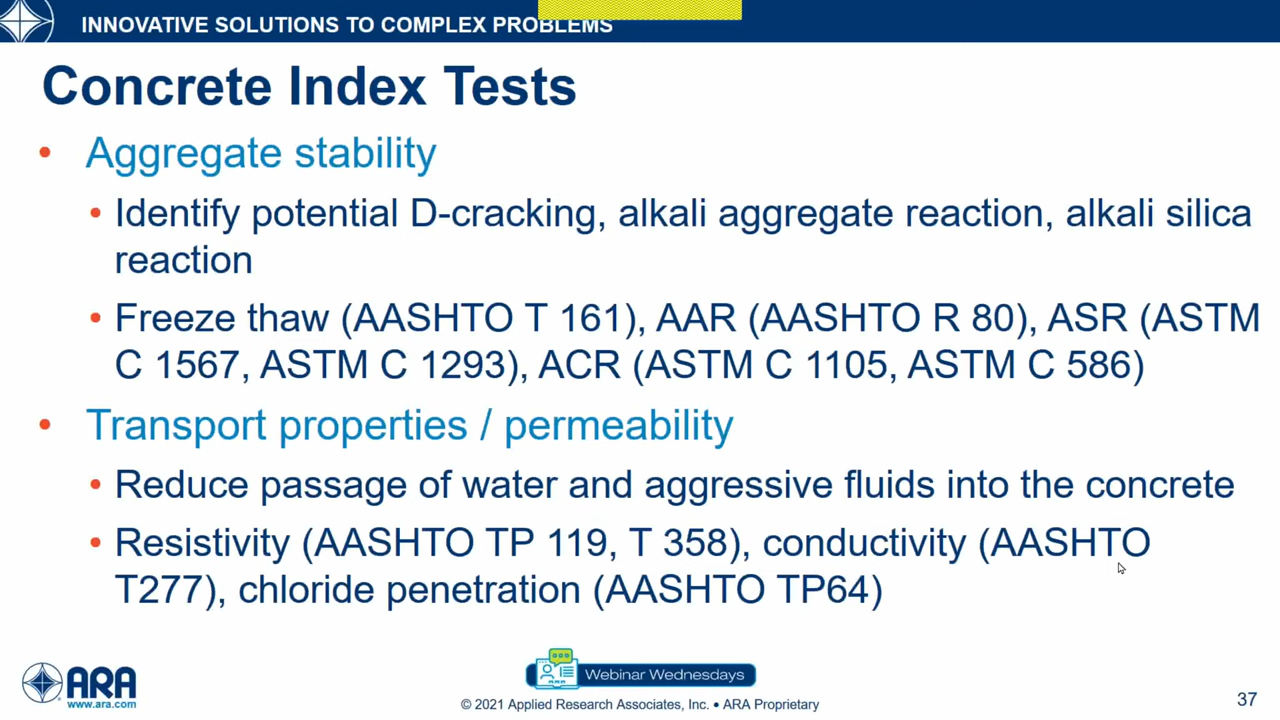 INNOVATIVE SOLUTIONS TO COMPLEX PROBLEMS
Concrete Index Tests
• Aggregate stability
• Identify potential D-cracking, alkali aggregate reaction, alkali silica
reaction
• Freeze thaw (AASHTO T 161), AAR (AASHTO R 80), ASR (ASTM
C 1567, ASTM C 1293), ACR (ASTM C 1105, ASTM C 586)
• Transport properties / permeability
• Reduce passage of water and aggressive fluids into the concrete
• Resistivity (AASHTO TP 119, T 358), conductivity (AASHTO
T277), chloride penetration (AASHTO TP64)
ARA
www.ara.com
Webinar Wednesdays
© 2021 Applied Research Associates, Inc. • ARA Proprietary
37